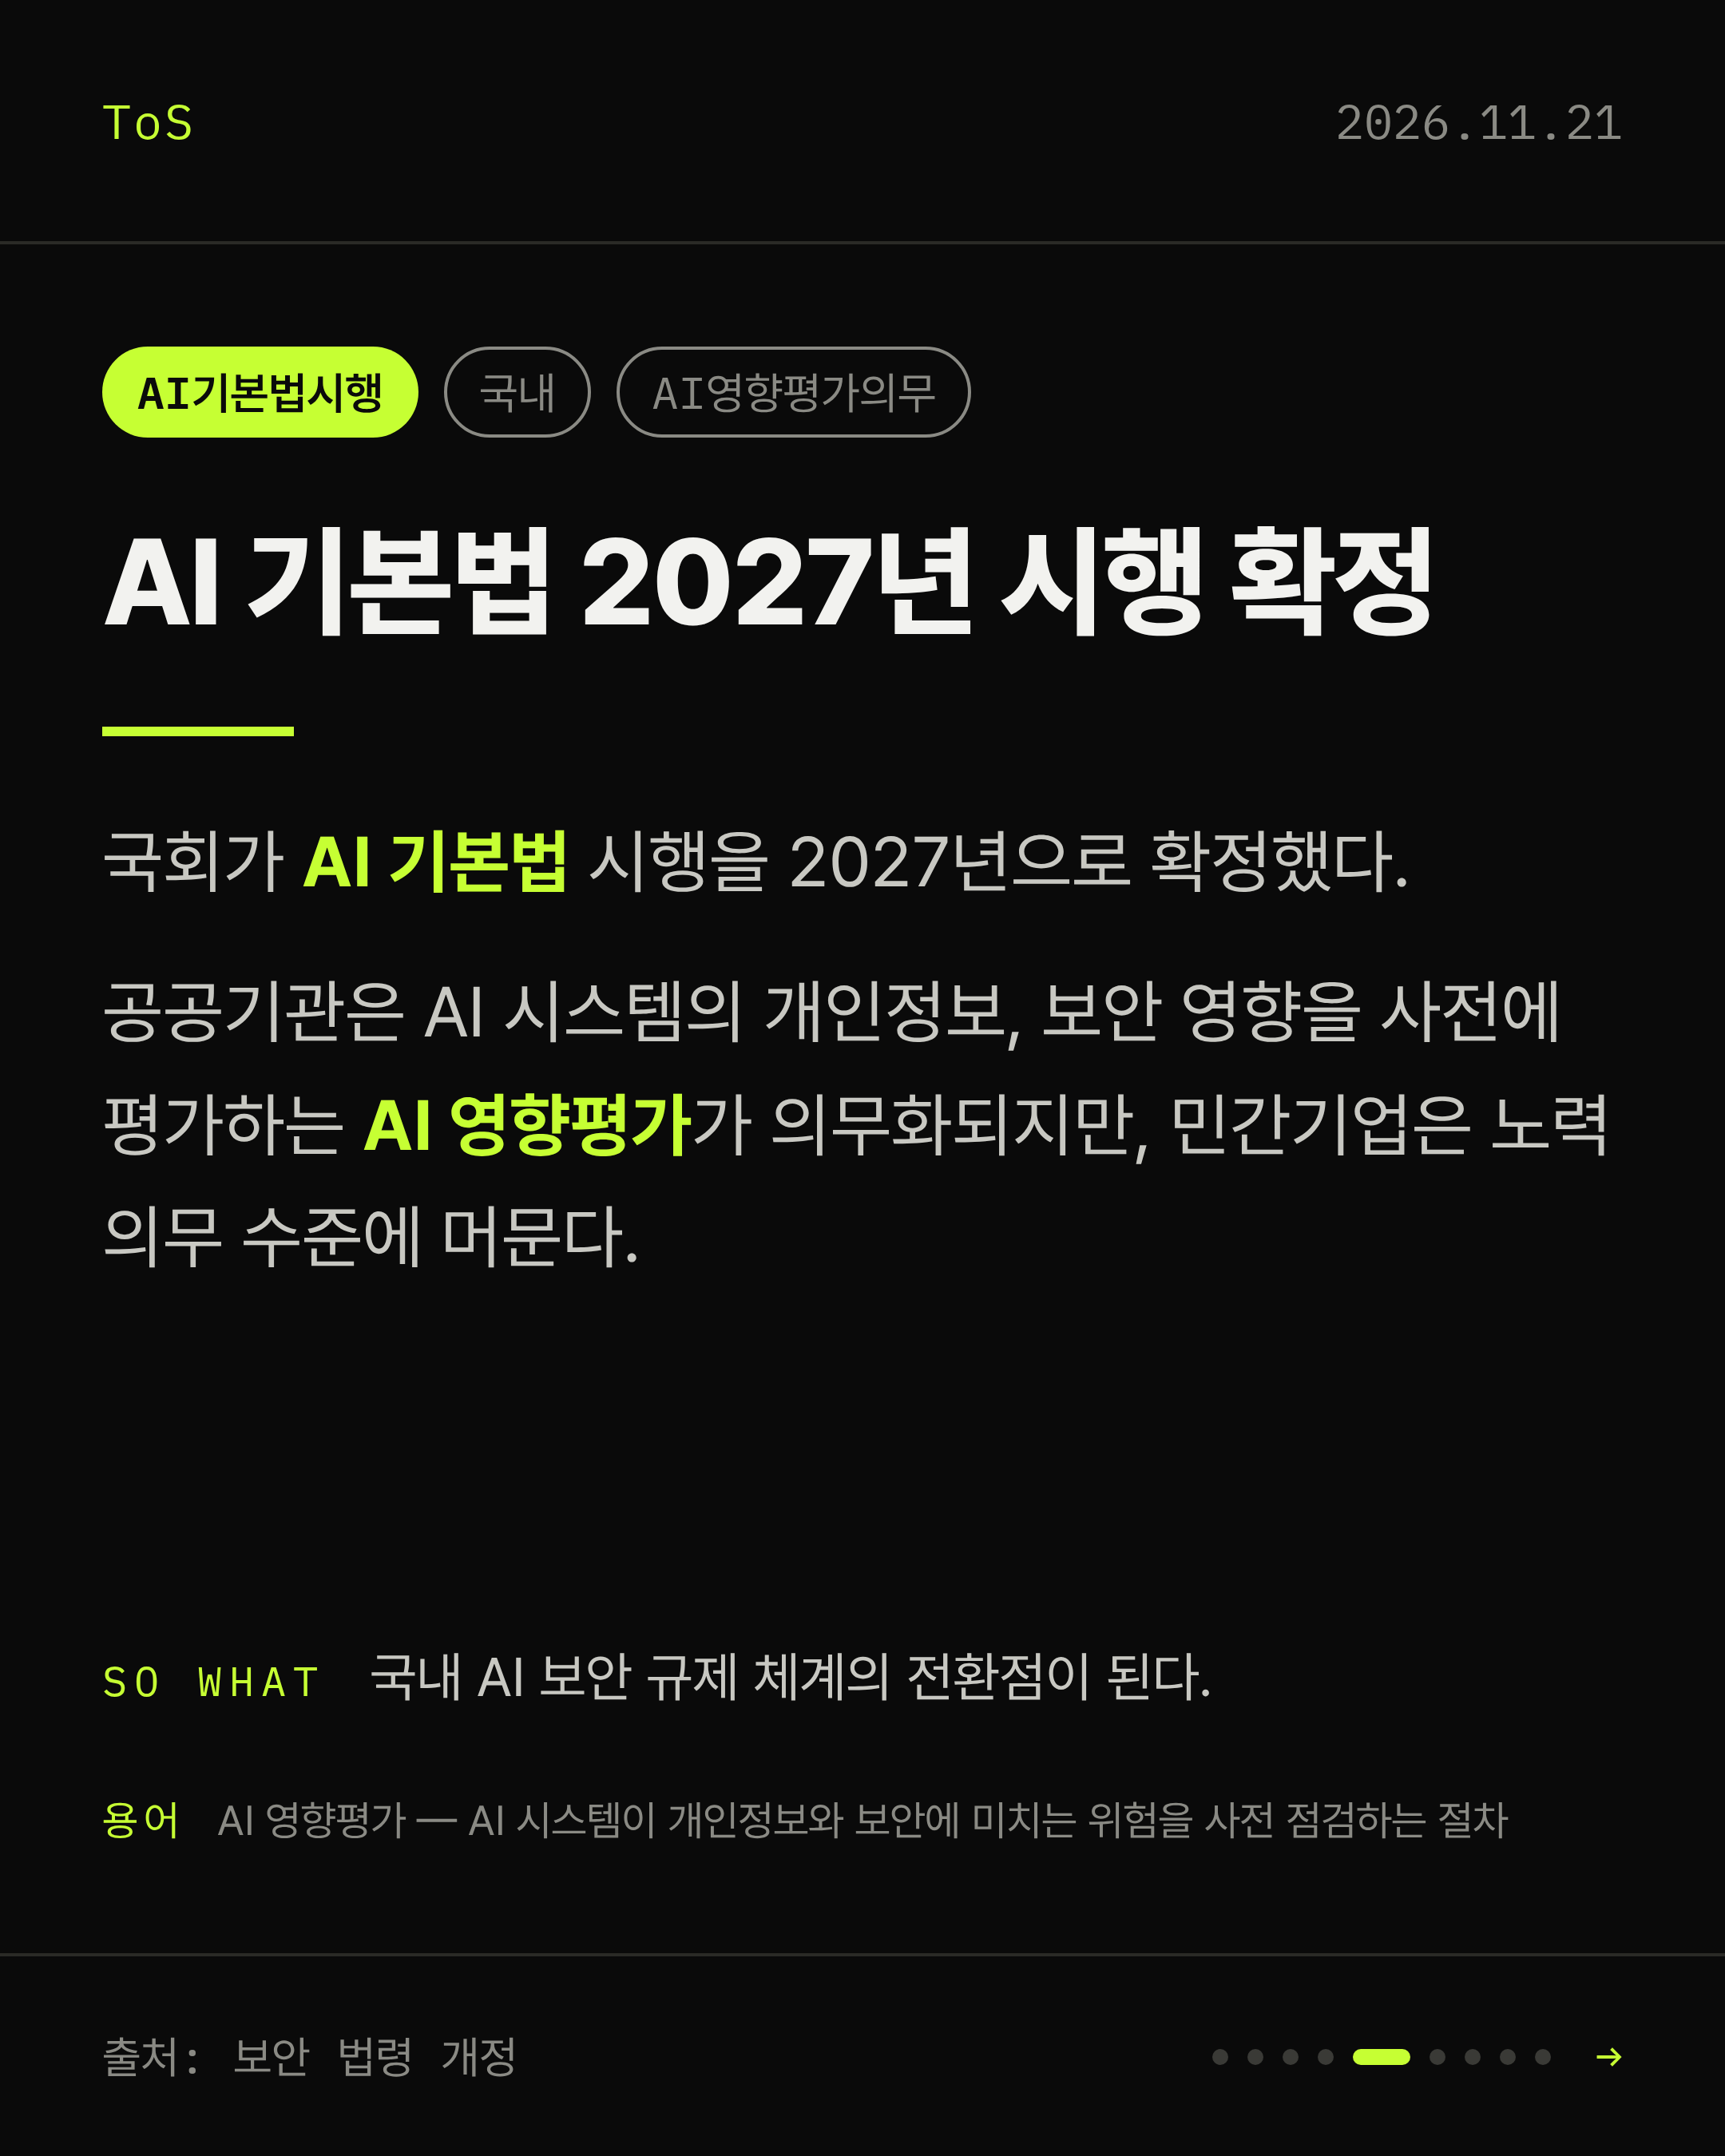 ToS
2026.11.21
AI기본법시행
국내
AI영향평가의무
AI 기본법 2027년 시행 확정
국회가 AI 기본법 시행을 2027년으로 확정했다.
공공기관은 AI 시스템의 개인정보, 보안 영향을 사전에
평가하는 AI 영향평가가 의무화되지만, 민간기업은 노력
의무 수준에 머문다.
SO WHAT 국내 AI 보안 규제 체계의 전환점이 된다.
용어 AI 영향평가 — AI 시스템이 개인정보와 보안에 미치는 위험을 사전 점검하는 절차
출처: 보안 법령 개정
→